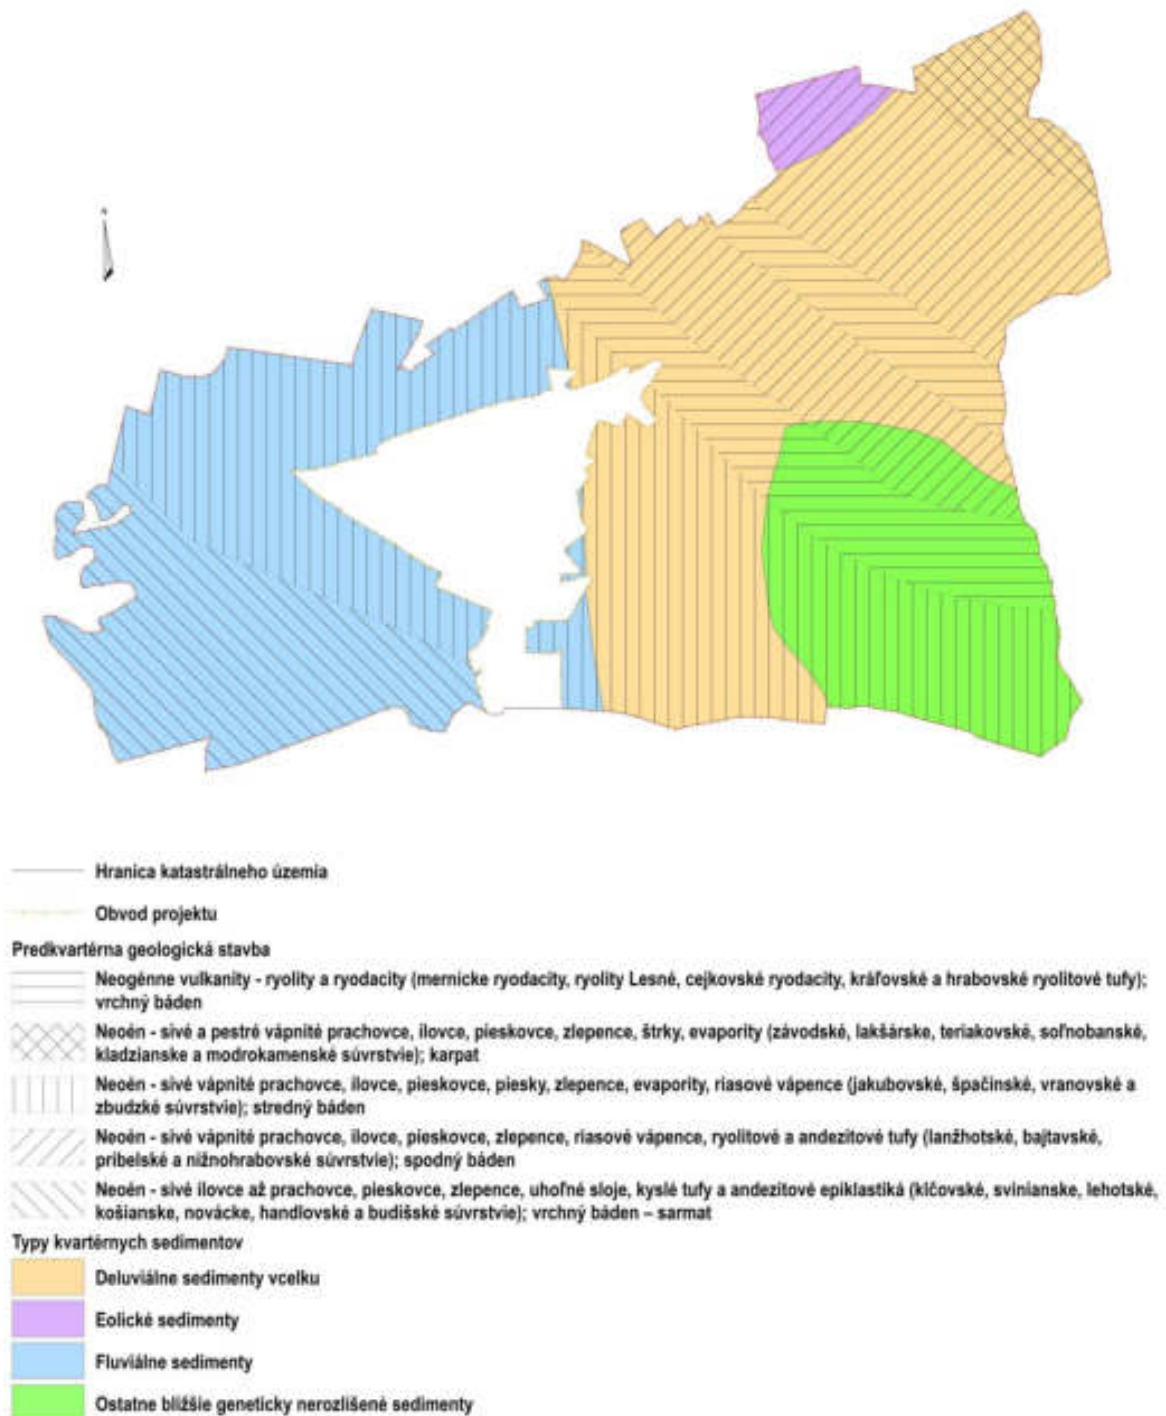 Hranica katastrálneho územia
Obvod projektu
Predkvartérna geologická stavba
Neogénne vulkanity - ryolity a ryodacity (mernícke ryodacity, ryolity Lesné, cejkovské ryodacity, kráľovské a hrabovské ryolitové tufy);
vrchný báden
Neoén - sivé a pestré vápnité prachovce, ílovce, pieskovce, zlepence, štrky, evapority (závodské, lakšárske, teriakovské, soľnobanské,
kladzianske a modrokamenské súvrstvie); karpat
Neoén - sivé vápnité prachovce, ílovce, pieskovce, piesky, zlepence, evapority, riasové vápence (jakubovské, špačinské, vranovské a
zbudzké súvrstvie); stredný báden
Neoén - sivé vápnité prachovce, ílovce, pieskovce, zlepence, riasové vápence, ryolitové a andezitové tufy (lanžhotské, bajtavské,
príbelské a nižnohrabovské súvrstvie); spodný báden
Neoén - sivé ílovce až prachovce, pieskovce, zlepence, uhoľné sloje, kyslé tufy a andezitové epiklastiká (klčovské, svinianske, lehotské,
košianske, novácke, handlovské a budišské súvrstvie); vrchný báden – sarmat
Typy kvartérnych sedimentov
Deluviálne sedimenty vcelku
Eolické sedimenty
Fluviálne sedimenty
Ostatne bližšie geneticky nerozlíšené sedimenty